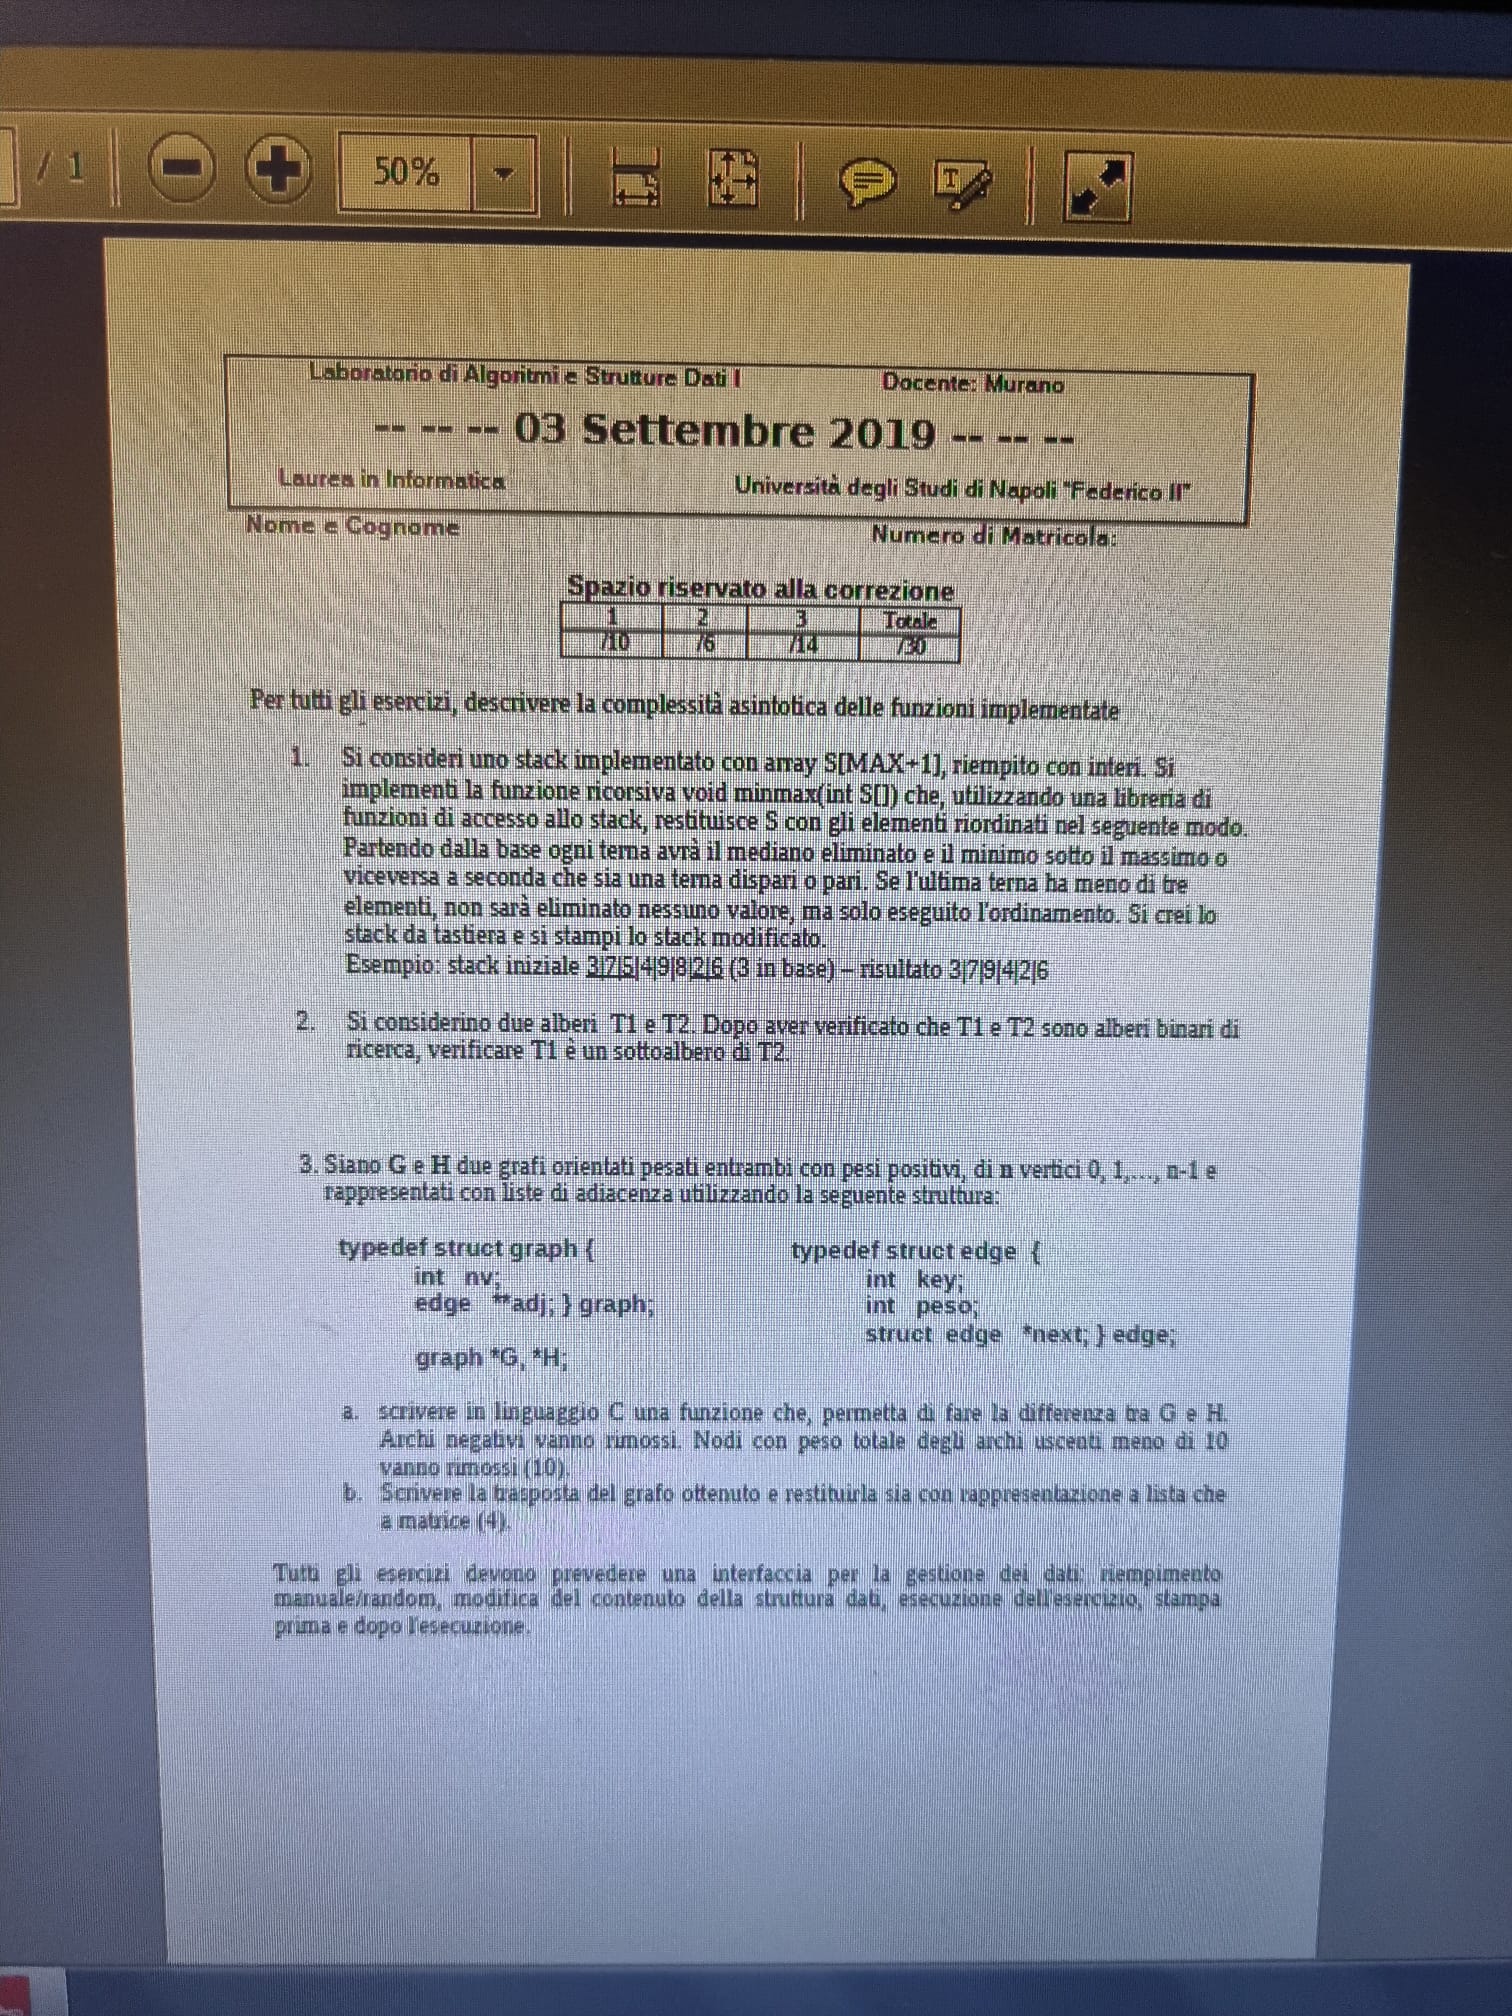 / 1
50%
Laboratorio di Algoritmi e Strutture Dati I Docente: Murano
-- -- -- 03 Settembre 2019 -- -- --
Laurea in Informatica Università degli Studi di Napoli "Federico II"
Nome e Cognome Numero di Matricola:
Spazio riservato alla correzione
1 2 3 Totale
/10 /6 /14 /30
Per tutti gli esercizi, descrivere la complessità asintotica delle funzioni implementate
1. Si consideri uno stack implementato con array S[MAX+1], riempito con interi. Si
implementi la funzione ricorsiva void minmax(int S[]) che, utilizzando una libreria di
funzioni di accesso allo stack, restituisce S con gli elementi riordinati nel seguente modo.
Partendo dalla base ogni terna avrà il mediano eliminato e il minimo sotto il massimo o
viceversa a seconda che sia una terna dispari o pari. Se l'ultima terna ha meno di tre
elementi, non sarà eliminato nessuno valore, ma solo eseguito l'ordinamento. Si crei lo
stack da tastiera e si stampi lo stack modificato.
Esempio: stack iniziale 3|7|5|4|9|8|2|6 (3 in base) – risultato 3|7|9|4|2|6
2. Si considerino due alberi T1 e T2. Dopo aver verificato che T1 e T2 sono alberi binari di
ricerca, verificare T1 è un sottoalbero di T2.
3. Siano G e H due grafi orientati pesati entrambi con pesi positivi, di n vertici 0, 1,..., n-1 e
rappresentati con liste di adiacenza utilizzando la seguente struttura:
typedef struct graph { typedef struct edge {
int nv; int key;
edge **adj; } graph; int peso;
struct edge *next; } edge;
graph *G, *H;
a. scrivere in linguaggio C una funzione che, permetta di fare la differenza tra G e H.
Archi negativi vanno rimossi. Nodi con peso totale degli archi uscenti meno di 10
vanno rimossi (10).
b. Scrivere la trasposta del grafo ottenuto e restituirla sia con rappresentazione a lista che
a matrice (4).
Tutti gli esercizi devono prevedere una interfaccia per la gestione dei dati: riempimento
manuale/random, modifica del contenuto della struttura dati, esecuzione dell'esercizio, stampa
prima e dopo l'esecuzione.